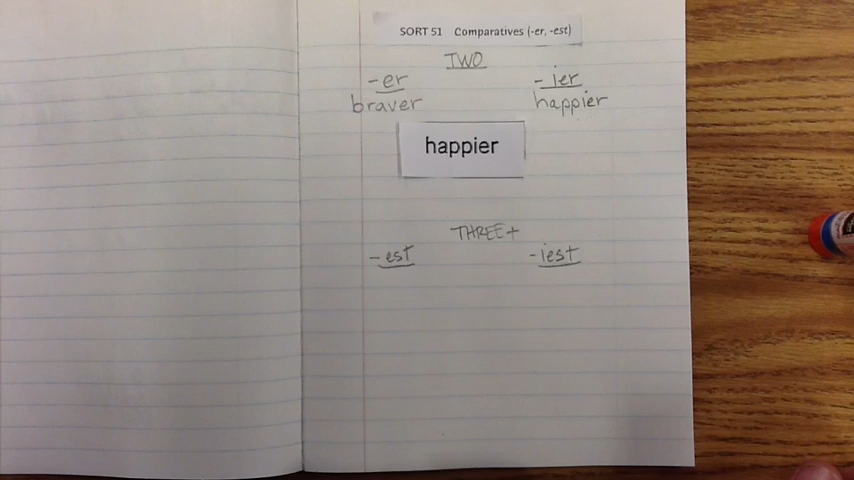 SORT 51 Comparatives (-er, -est)
TWO
-er -ier
braver happier
happier
THREE+
-est -iest